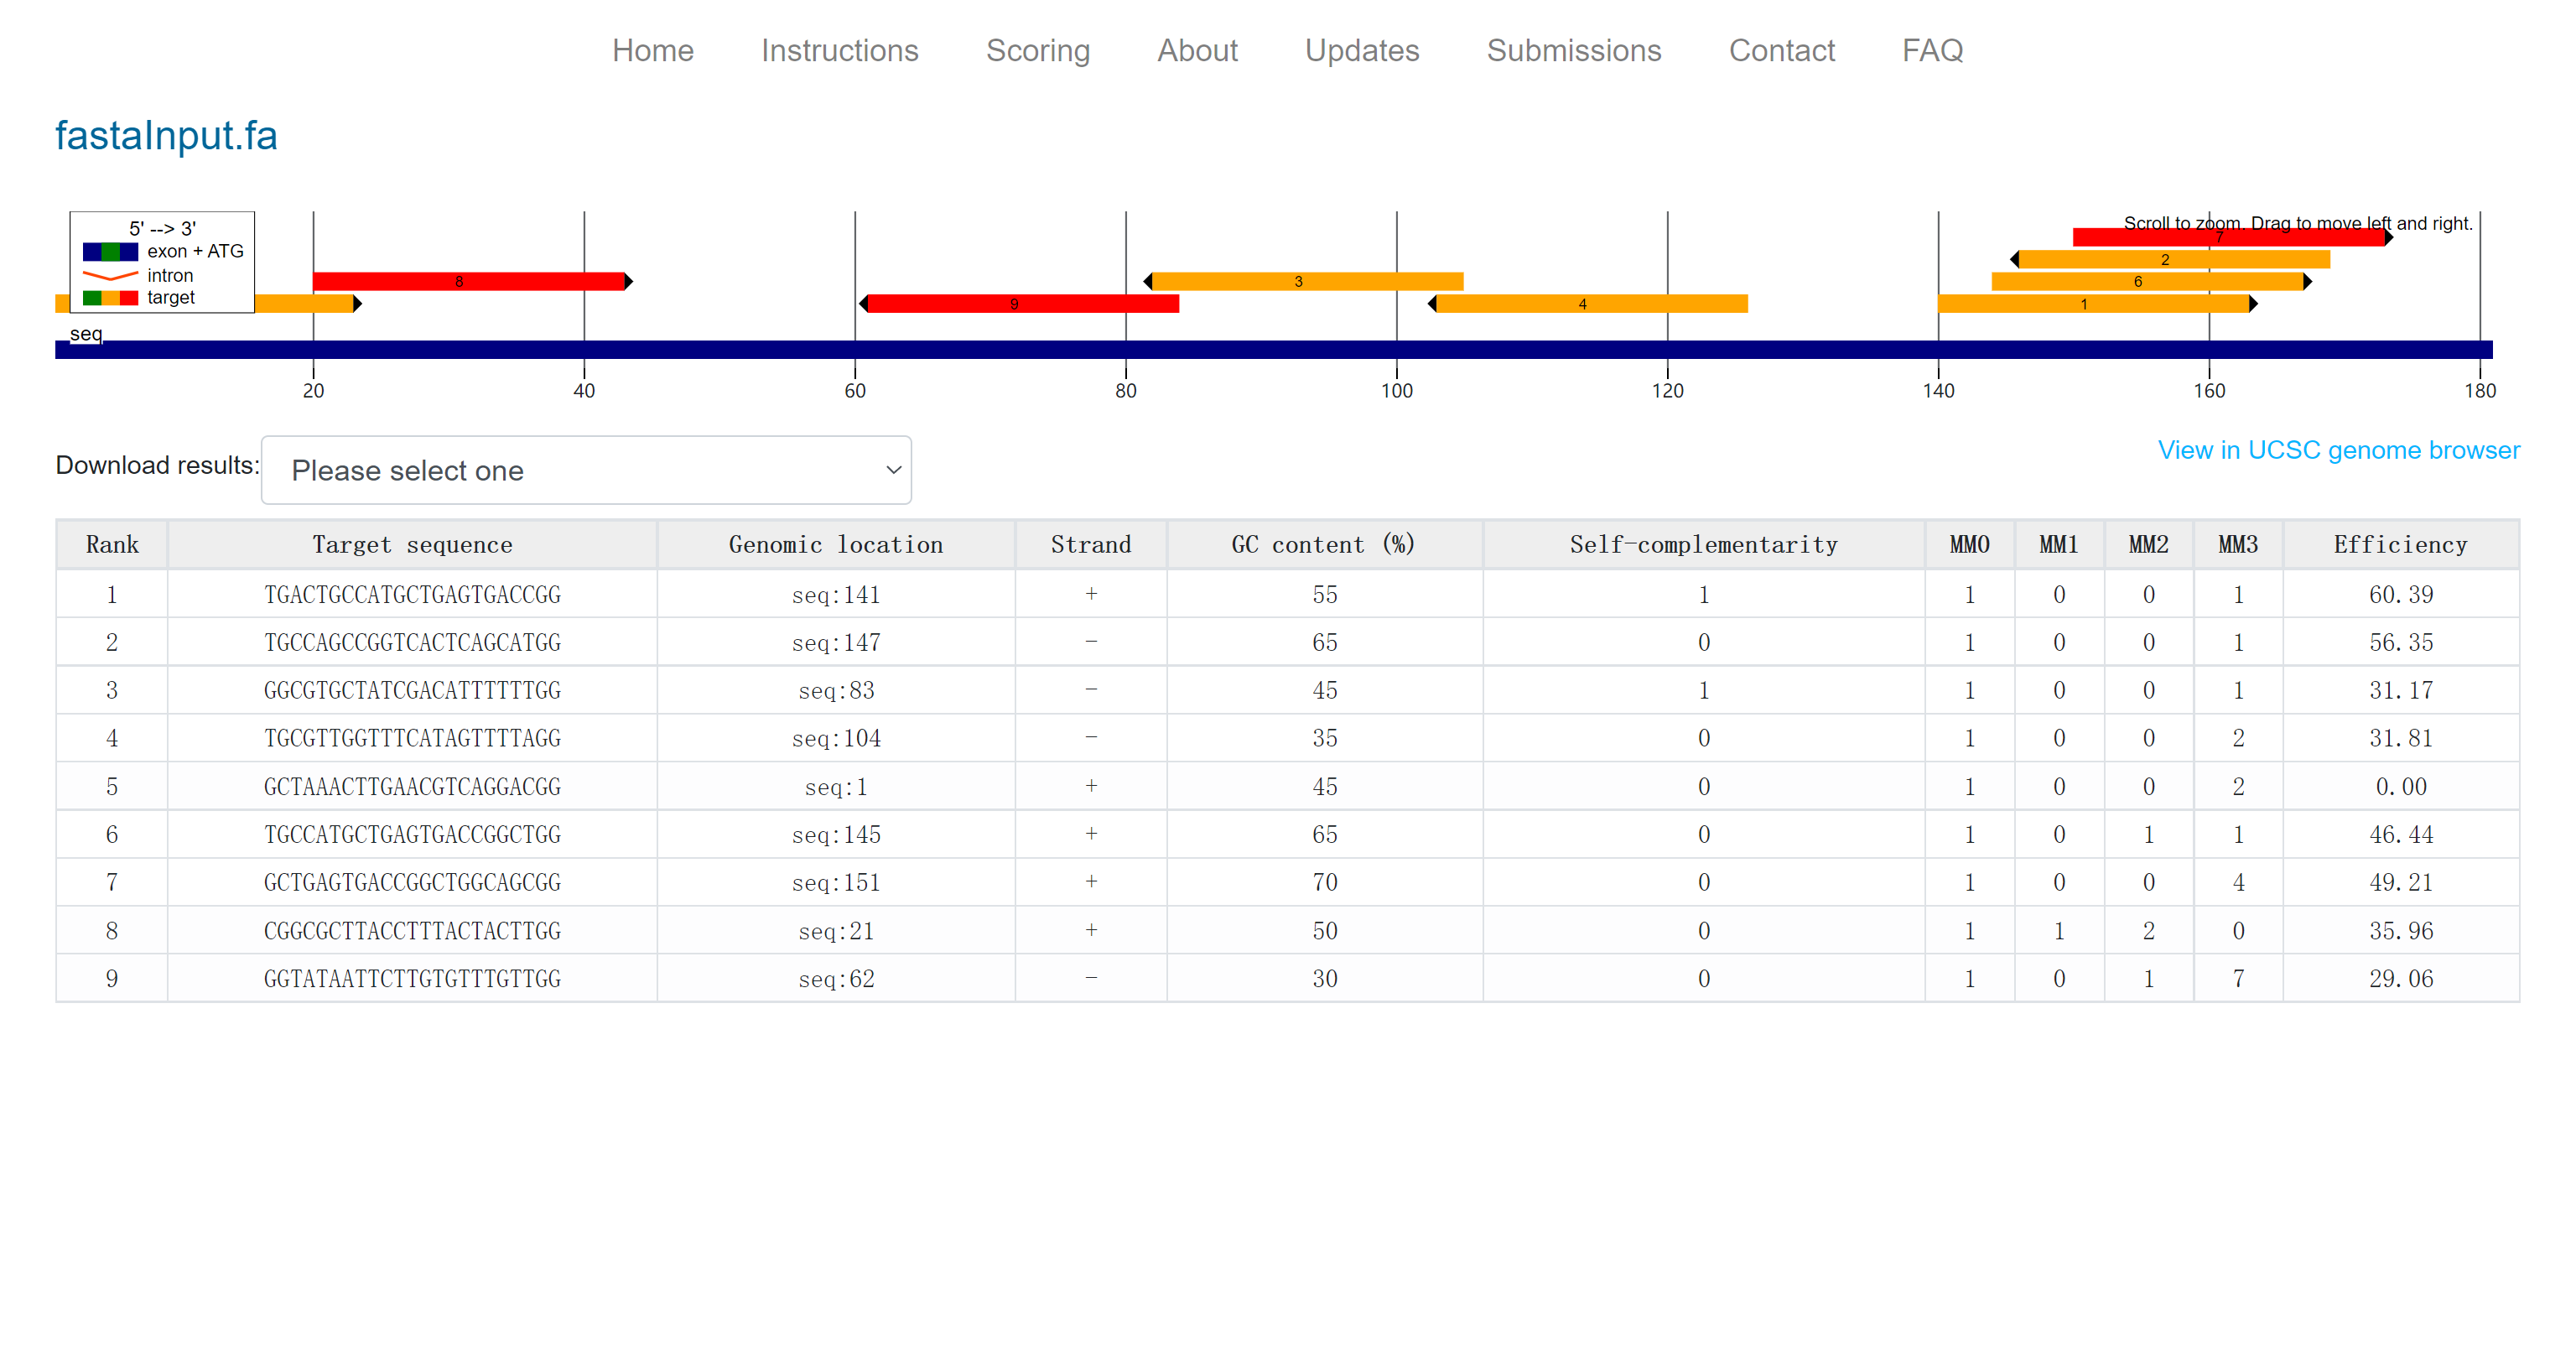 Home Instructions Scoring About Updates Submissions Contact FAQ
fastaInput.fa
5' --> 3'
exon + ATG
intron
target
Scroll to zoom. Drag to move left and right.
7
2
8 3 6
9 4 1
seq
20 40 60 80 100 120 140 160 180
Download results: Please select one View in UCSC genome browser
Rank Target sequence Genomic location Strand GC content (%) Self-complementarity MM0 MM1 MM2 MM3 Efficiency
1 TGACTGCCATGCTGAGTGACCGG seq:141 + 55 1 1 0 0 1 60.39
2 TGCCAGCCGGTCACTCAGCATGG seq:147 - 65 0 1 0 0 1 56.35
3 GGCGTGCTATCGACATTTTTTGG seq:83 - 45 1 1 0 0 1 31.17
4 TGCGTTGGTTTCATAGTTTTAGG seq:104 - 35 0 1 0 0 2 31.81
5 GCTAAACTTGAACGTCAGGACGG seq:1 + 45 0 1 0 0 2 0.00
6 TGCCATGCTGAGTGACCGGCTGG seq:145 + 65 0 1 0 1 1 46.44
7 GCTGAGTGACCGGCTGGCAGCGG seq:151 + 70 0 1 0 0 4 49.21
8 CGGCGCTTACCTTTACTACTTGG seq:21 + 50 0 1 1 2 0 35.96
9 GGTATAATTCTTGTGTTTGTTGG seq:62 - 30 0 1 0 1 7 29.06